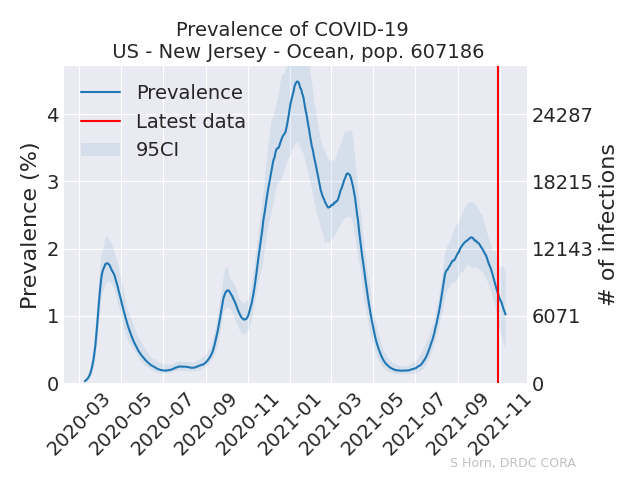 Prevalence of COVID-19
US - New Jersey - Ocean, pop. 607186
Prevalence
Latest data
95CI
Prevalence (%)
4
3
2
1
0
24287
18215
12143
6071
0
# of infections
2020-03
2020-05
2020-07
2020-09
2020-11
2021-01
2021-03
2021-05
2021-07
2021-09
2021-11
S Horn, DRDC CORA